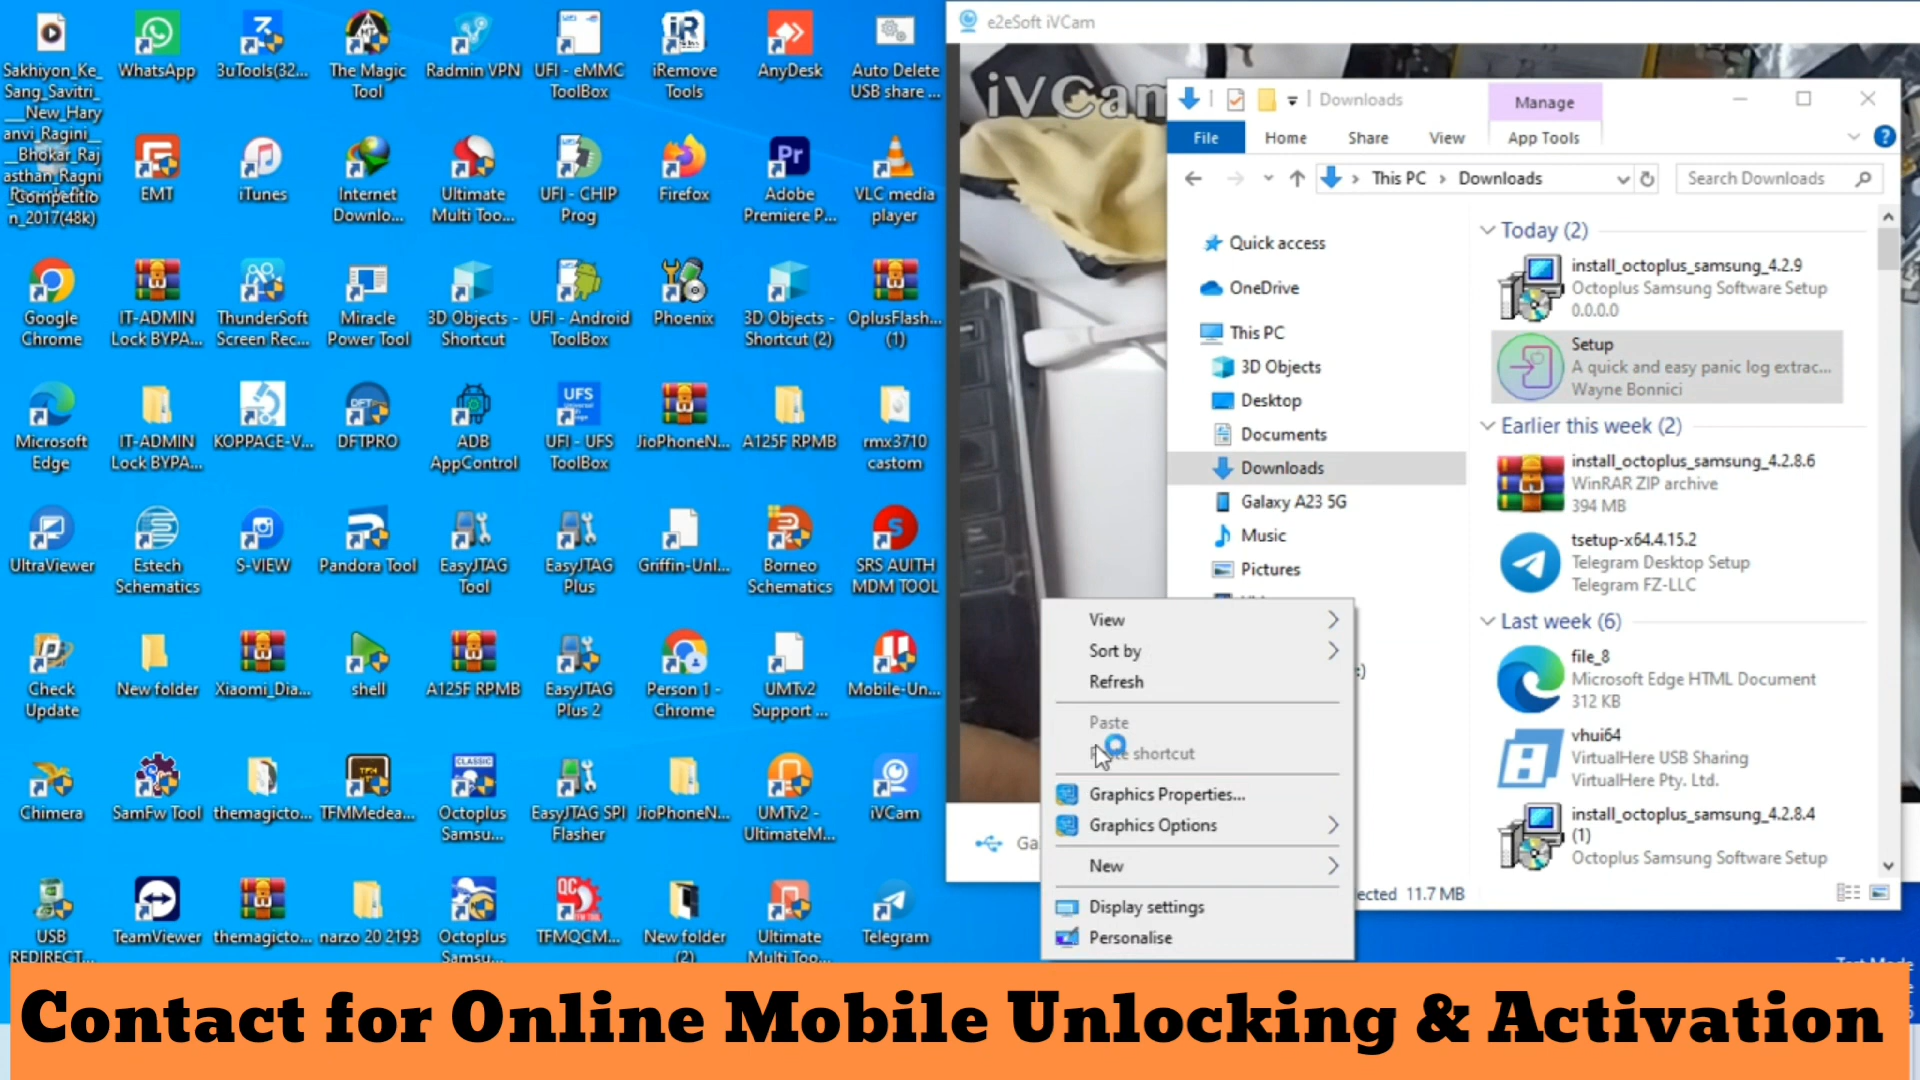 Sakhiyon_Ke_
Sang_Savitri_
__New_Hary
anvi_Ragini__
__Bhokar_Raj
asthan_Ragni
n_2017(48k)
WhatsApp
3uTools(32...
The Magic
Tool
Radmin VPN
UFI - eMMC
ToolBox
iRemove
Tools
AnyDesk
Auto Delete
USB share ...
EMT
iTunes
Internet
Downlo...
Ultimate
Multi Too...
UFI - CHIP
Prog
Firefox
Adobe
Premiere P...
VLC media
player
Google
Chrome
IT-ADMIN
Lock BYPA...
ThunderSoft
Screen Rec...
Miracle
Power Tool
3D Objects -
Shortcut
UFI - Android
ToolBox
Phoenix
3D Objects -
Shortcut (2)
OplusFlash...
(1)
Microsoft
Edge
IT-ADMIN
Lock BYPA...
KOPPACE-V...
DFTPRO
ADB
AppControl
UFS
UFI - UFS
ToolBox
JioPhoneN...
A125F RPMB
rmx3710
castom
UltraViewer
Estech
Schematics
S-VIEW
Pandora Tool
EasyJTAG
Tool
EasyJTAG
Plus
Griffin-Unl...
Borneo
Schematics
SRS AUITH
MDM TOOL
Check
Update
New folder
Xiaomi_Dia...
shell
A125F RPMB
EasyJTAG
Plus 2
Person 1 -
Chrome
UMTv2
Support ...
Mobile-Un...
Chimera
SamFw Tool
themagicto...
TFMMedea...
CLASSIC
Octoplus
Samsu...
EasyJTAG SPI
Flasher
JioPhoneN...
UMTv2 -
UltimateM...
iVCam
USB
REDIRECT...
TeamViewer
themagicto...
narzo 20 2193
Octoplus
Samsu...
TFMQCM...
New folder
(2)
Ultimate
Multi Too...
Telegram
e2eSoft iVCam
iVCam
Downloads
Manage
File
Home
Share
View
App Tools
This PC
Downloads
Search Downloads
Quick access
OneDrive
This PC
3D Objects
Desktop
Documents
Downloads
Galaxy A23 5G
Music
Pictures
Today (2)
install_octoplus_samsung_4.2.9
Octoplus Samsung Software Setup
0.0.0.0
Setup
A quick and easy panic log extrac...
Wayne Bonnici
Earlier this week (2)
install_octoplus_samsung_4.2.8.6
WinRAR ZIP archive
394 MB
tsetup-x64.4.15.2
Telegram Desktop Setup
Telegram FZ-LLC
Last week (6)
file_8
Microsoft Edge HTML Document
312 KB
vhui64
VirtualHere USB Sharing
VirtualHere Pty. Ltd.
install_octoplus_samsung_4.2.8.4
(1)
Octoplus Samsung Software Setup
11.7 MB
View
Sort by
Refresh
Paste
shortcut
Graphics Properties...
Graphics Options
New
Display settings
Personalise
Contact for Online Mobile Unlocking & Activation